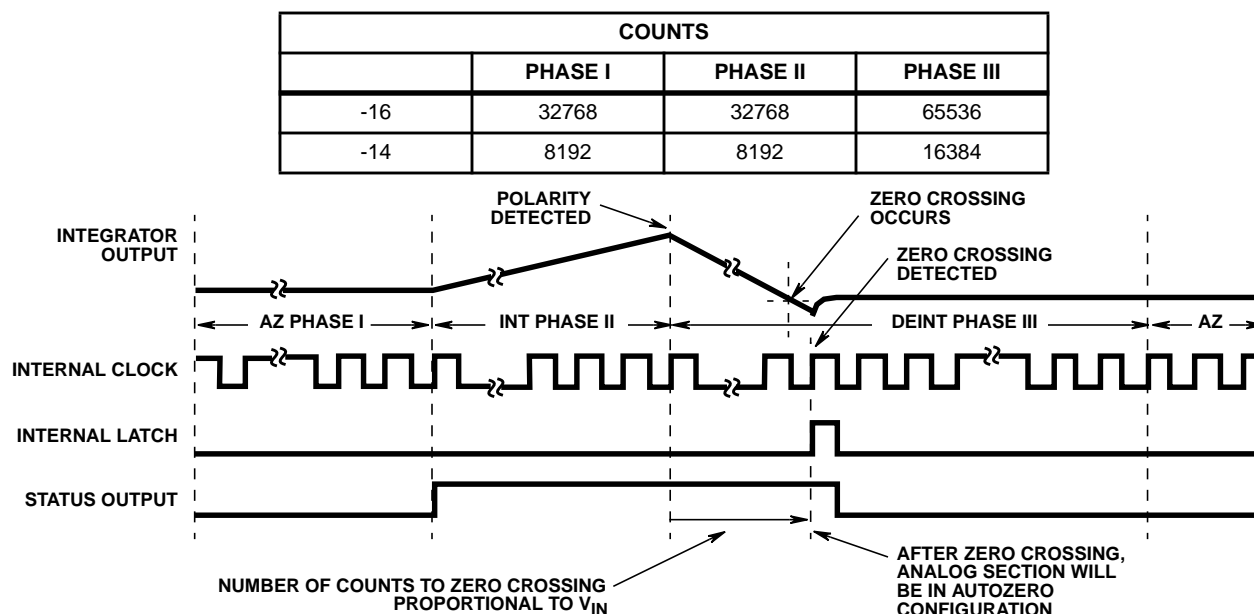 COUNTS
PHASE I PHASE II PHASE III
-16 32768 32768 65536
-14 8192 8192 16384
POLARITY
DETECTED
ZERO CROSSING
OCCURS
INTEGRATOR
OUTPUT
ZERO CROSSING
DETECTED
AZ PHASE I INT PHASE II DEINT PHASE III AZ
INTERNAL CLOCK
INTERNAL LATCH
STATUS OUTPUT
NUMBER OF COUNTS TO ZERO CROSSING
PROPORTIONAL TO VIN
AFTER ZERO CROSSING,
ANALOG SECTION WILL
BE IN AUTOZERO
CONFIGURATION